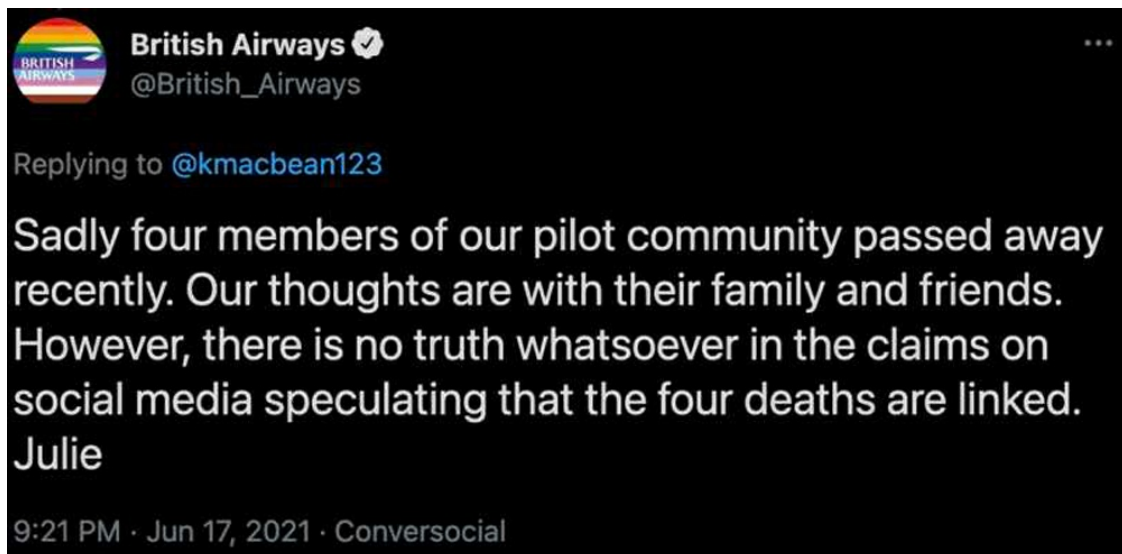 British Airways
BRITISH
AIRWAYS
@British_Airways
Replying to @kmacbean123
Sadly four members of our pilot community passed away
recently. Our thoughts are with their family and friends.
However, there is no truth whatsoever in the claims on
social media speculating that the four deaths are linked.
Julie
9:21 PM · Jun 17, 2021 · Conversocial